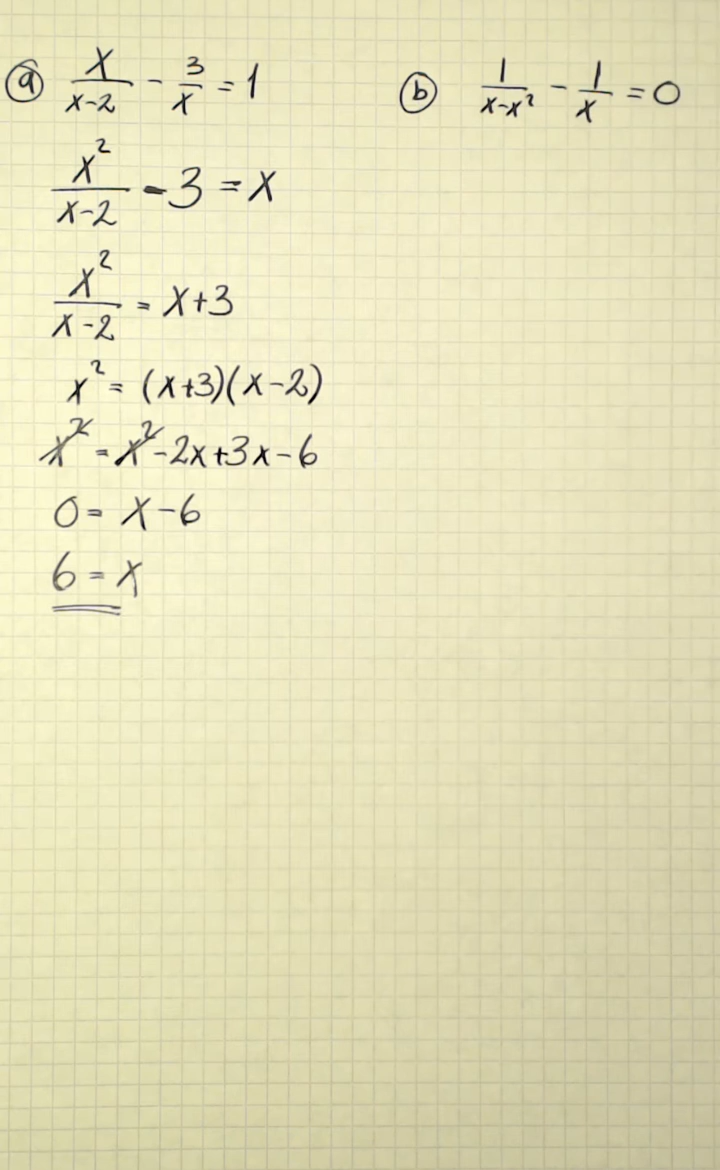 ⓐ x/(x-2) - 3/x = 1
x²/(x-2) - 3 = x
x²/(x-2) = x+3
x² = (x+3)(x-2)
x² = x²-2x+3x-6
0 = x-6
6 = x
ⓑ 1/(x-x²) - 1/x = 0